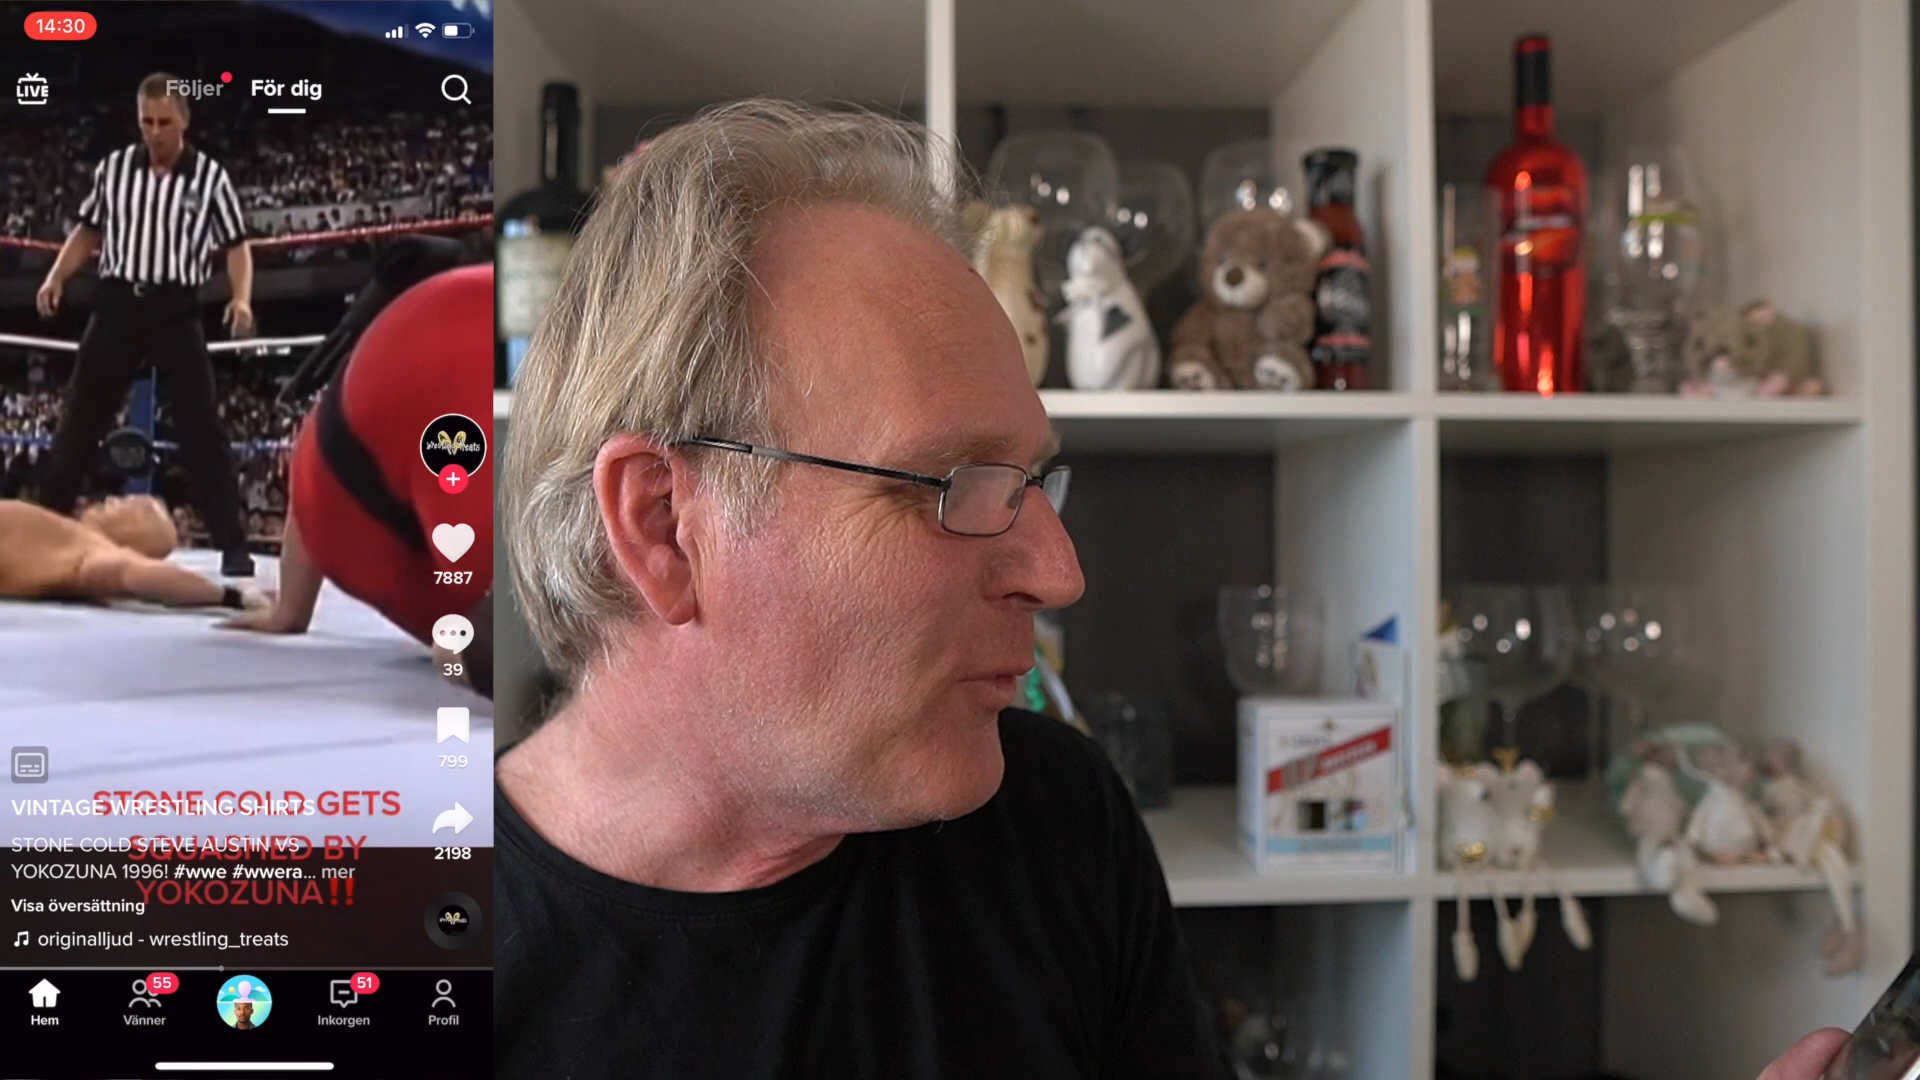 14:30
LIVE
Följer
För dig
7887
39
799
2198
STONE COLD GETS
SQUASHED BY
YOKOZUNA‼
VINTAGE WRESTLING SHIRTS
STONE COLD STEVE AUSTIN VS
YOKOZUNA 1996! #wwe #wwera... mer
Visa översättning
originalljud - wrestling_treats
Hem
55
Vänner
51
Inkorgen
Profil